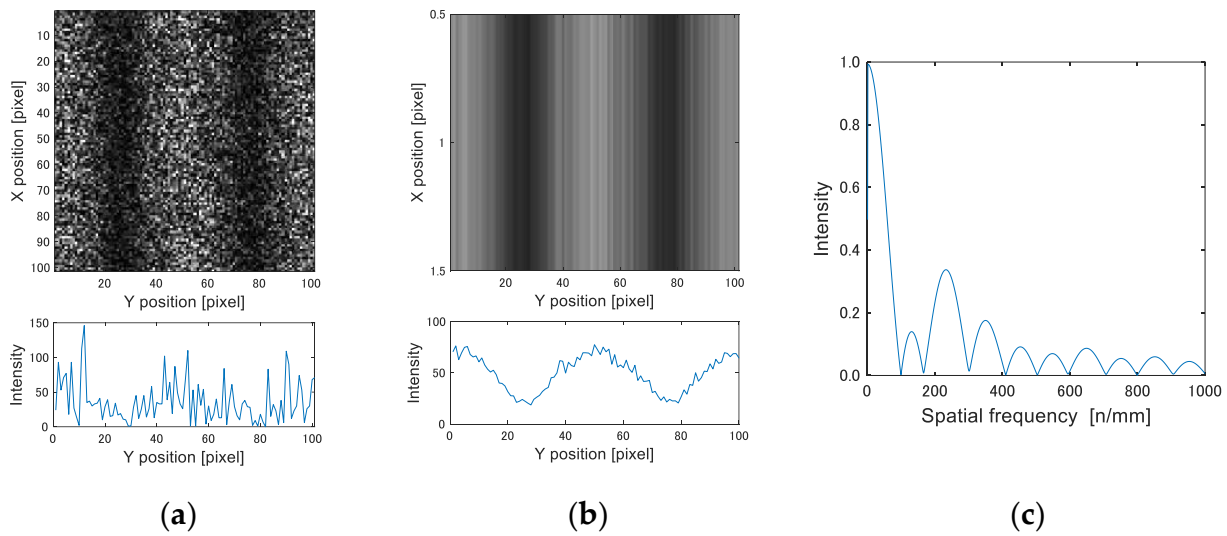 10
20
30
40
50
60
70
80
90
100
X position [pixel]
0 20 40 60 80 100
Y position [pixel]
150
100
50
0
Intensity
0 20 40 60 80 100
Y position [pixel]
(a)
0.5
1
1.5
X position [pixel]
0 20 40 60 80 100
Y position [pixel]
100
50
0
Intensity
0 20 40 60 80 100
Y position [pixel]
(b)
1.0
0.8
0.6
0.4
0.2
0.0
Intensity
0 200 400 600 800 1000
Spatial frequency [n/mm]
(c)